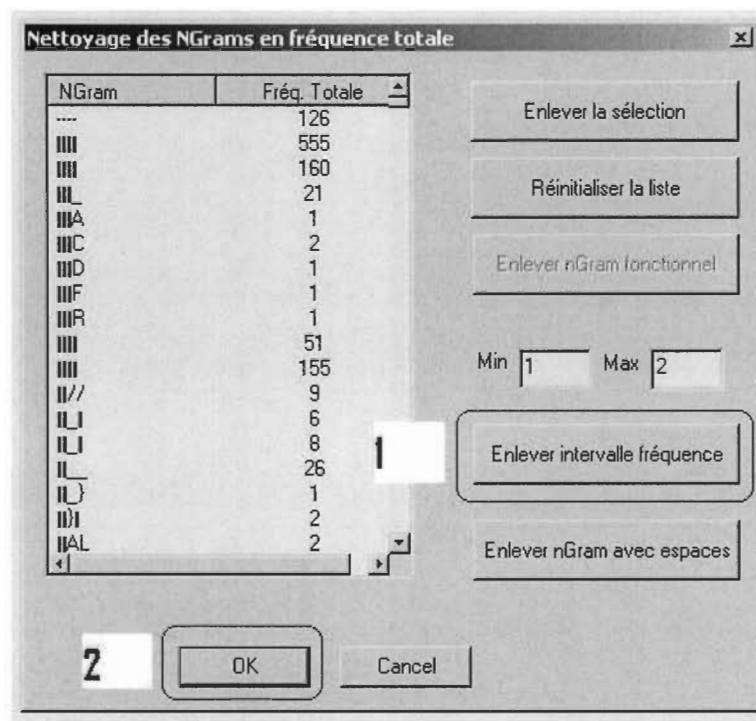 Nettoyage des NGrams en fréquence totale
NGram Fréq. Totale
---- 126
|||| 555
|||| 160
|||_ 21
|||A 1
|||C 2
|||D 1
|||F 1
|||R 1
|||| 51
|||| 155
||// 9
||_| 6
||_| 8
||__ 26
||_} 1
||}| 2
||AL 2
Enlever la sélection
Réinitialiser la liste
Enlever nGram fonctionnel
Min 1 Max 2
1
Enlever intervalle fréquence
Enlever nGram avec espaces
2
OK
Cancel